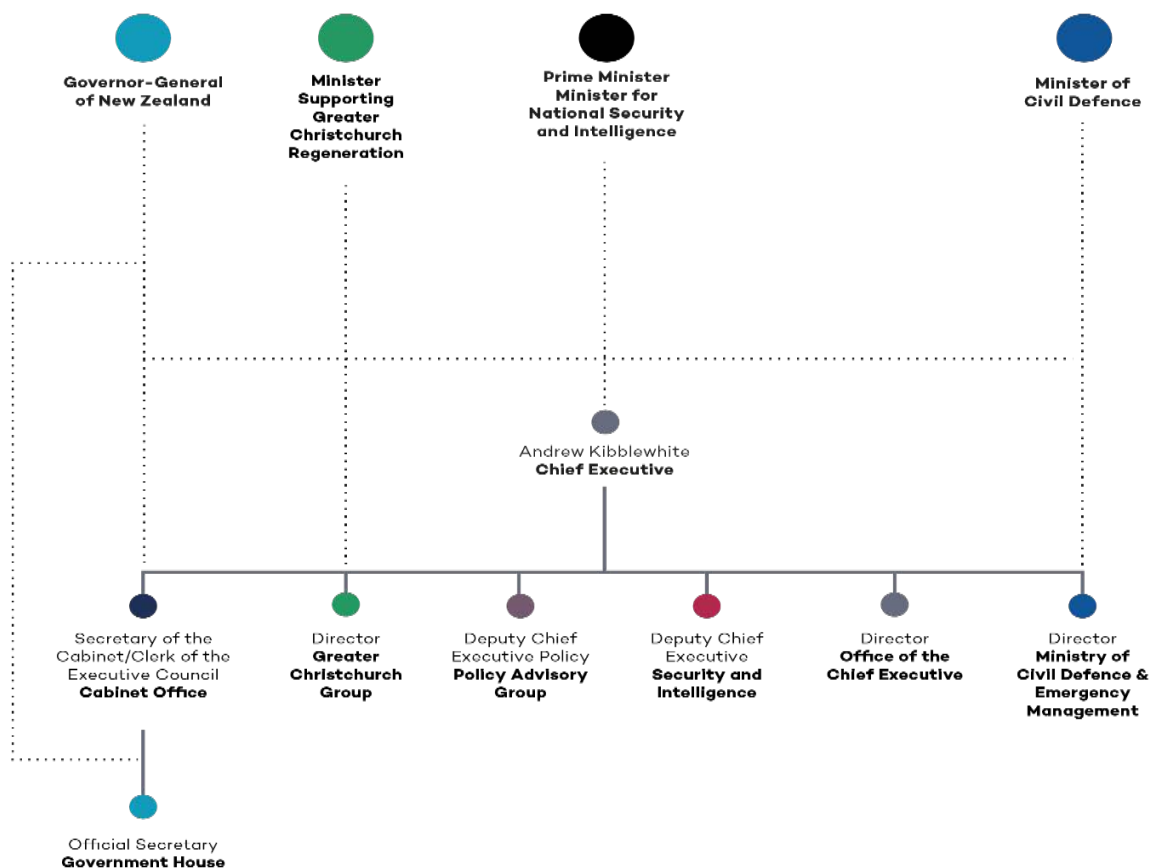 Governor-General
of New Zealand
Minister
Supporting
Greater
Christchurch
Regeneration
Prime Minister
Minister for
National Security
and Intelligence
Minister of
Civil Defence
Andrew Kibblewhite
Chief Executive
Secretary of the
Cabinet/Clerk of the
Executive Council
Cabinet Office
Director
Greater
Christchurch
Group
Deputy Chief
Executive Policy
Policy Advisory
Group
Deputy Chief
Executive
Security and
Intelligence
Director
Office of the
Chief Executive
Director
Ministry of
Civil Defence &
Emergency
Management
Official Secretary
Government House